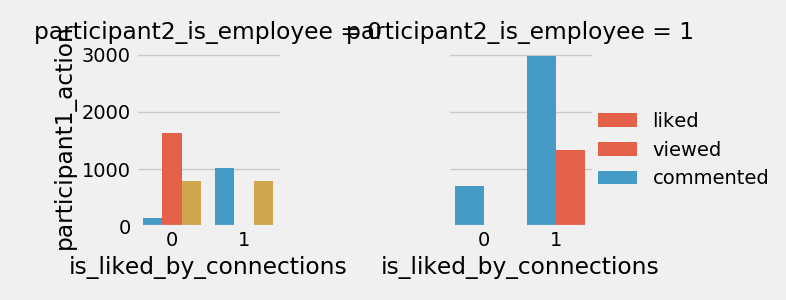 participant2_is_employee = 0
participant2_is_employee = 1
participant1_action
3000
2000
1000
0
0 1
0 1
is_liked_by_connections
is_liked_by_connections
liked
viewed
commented